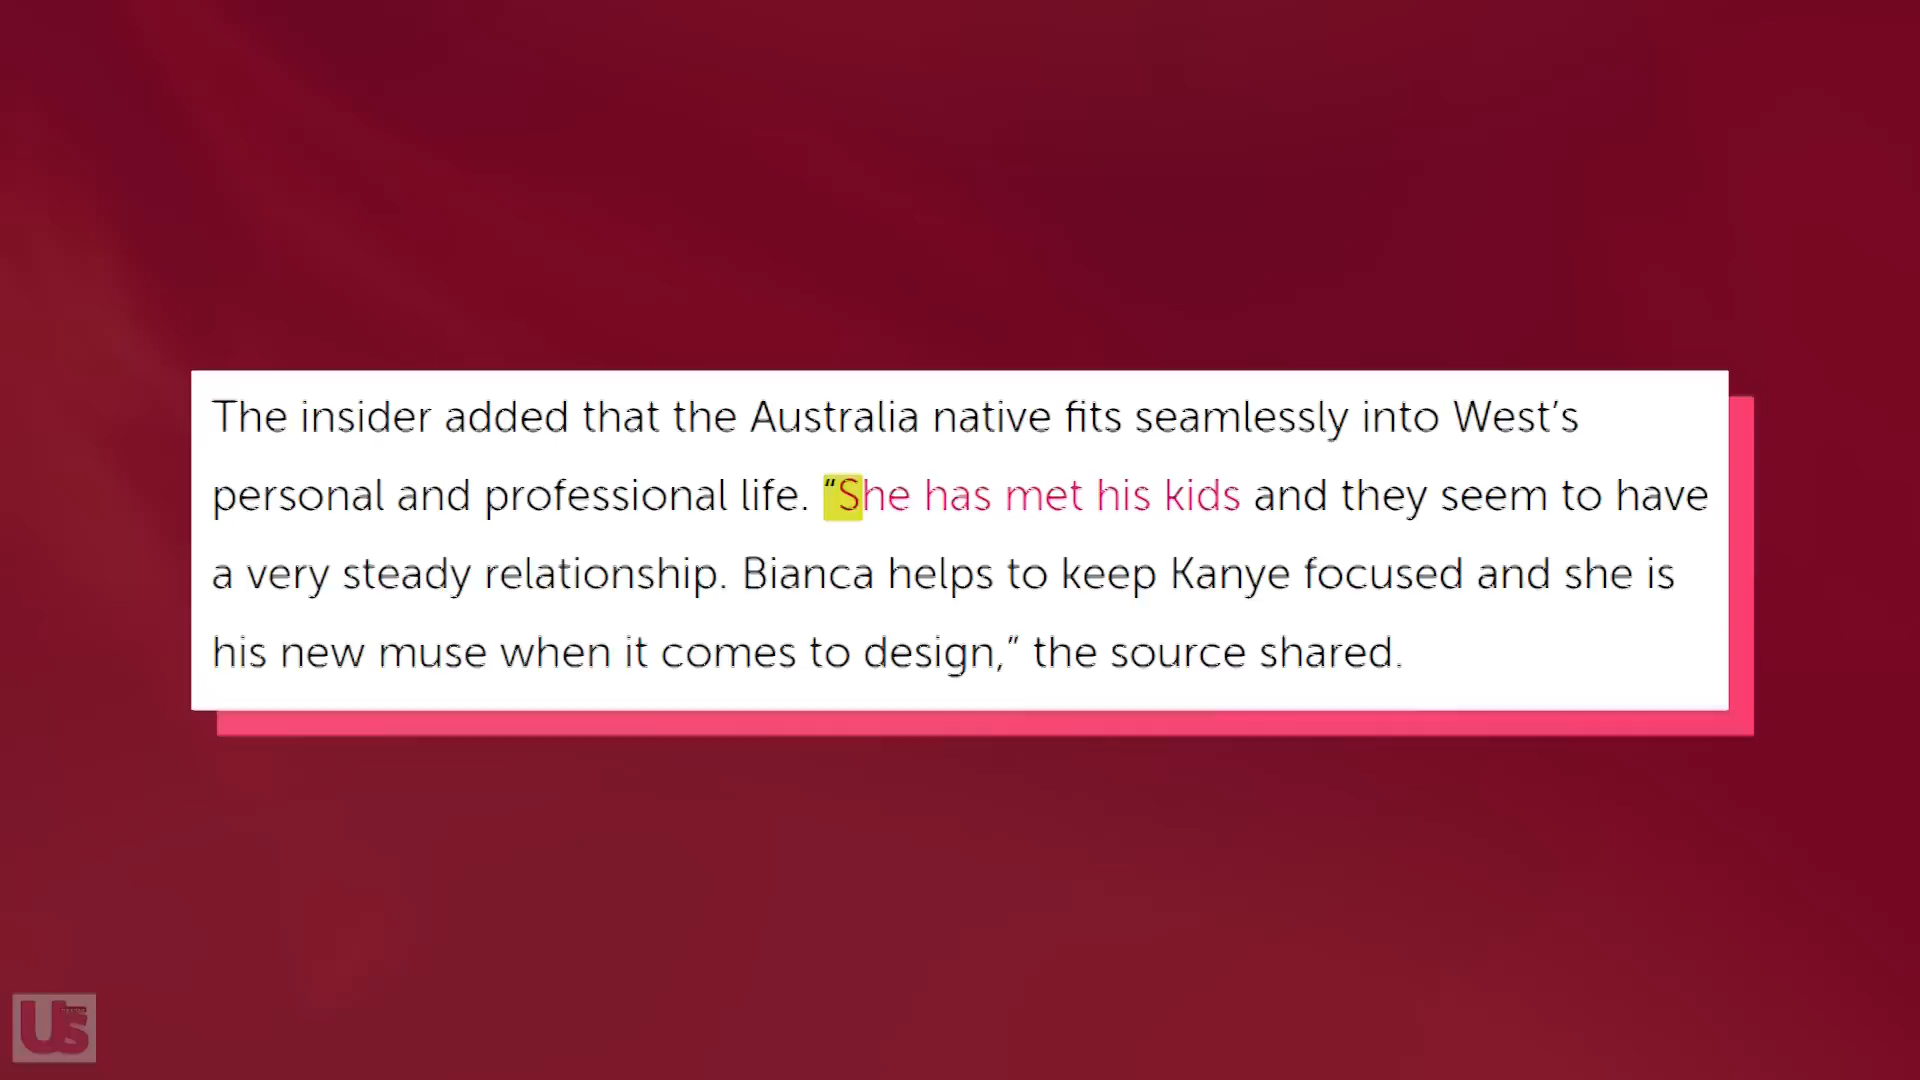 The insider added that the Australia native fits seamlessly into West’s
personal and professional life. “She has met his kids and they seem to have
a very steady relationship. Bianca helps to keep Kanye focused and she is
his new muse when it comes to design,” the source shared.
Us